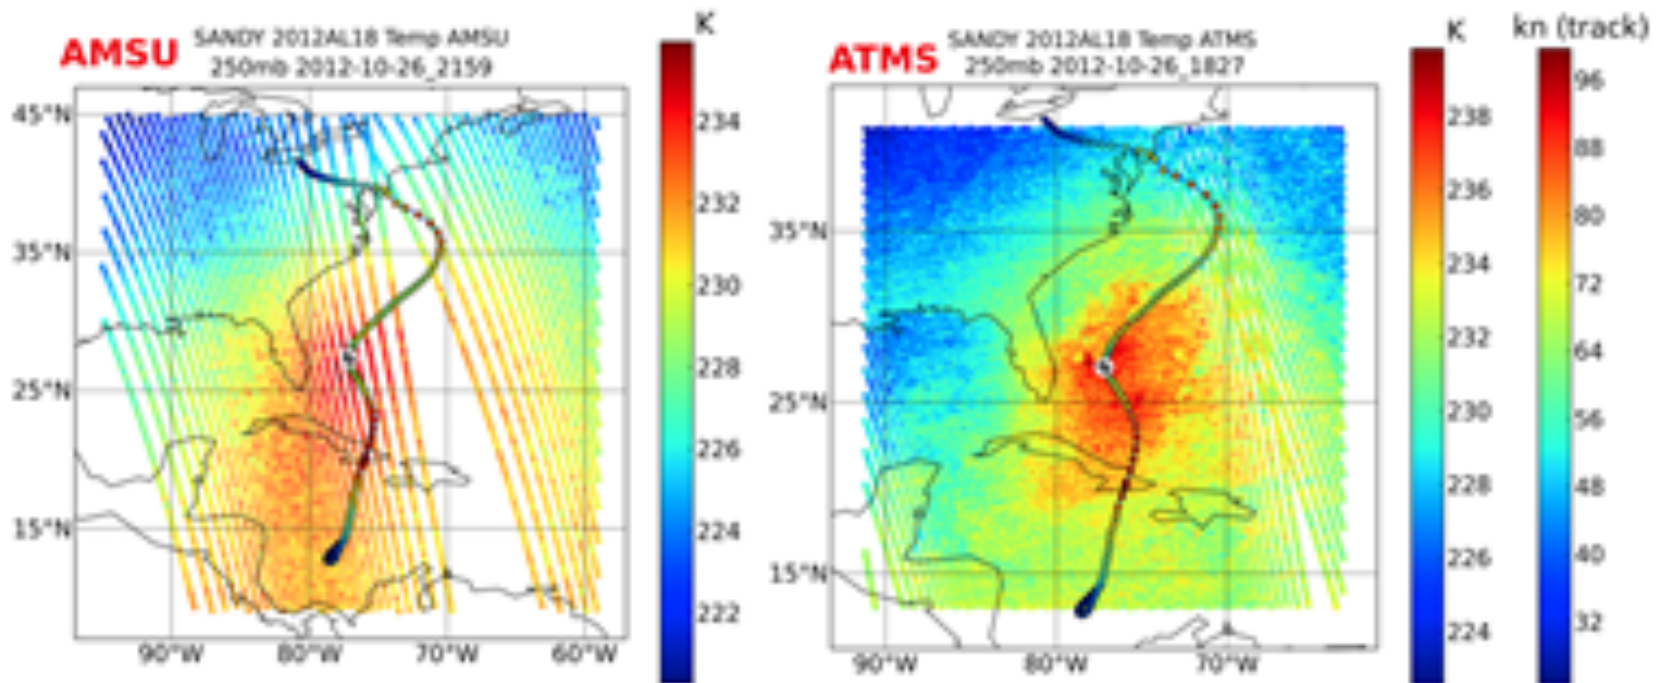 AMSU
SANDY 2012AL18 Temp AMSU
250mb 2012-10-26_2159
K
45°N
35°N
25°N
15°N
90°W
80°W
70°W
60°W
234
232
230
228
226
224
222
ATMS
SANDY 2012AL18 Temp ATMS
250mb 2012-10-26_1827
35°N
25°N
15°N
90°W
80°W
70°W
K
238
236
234
232
230
228
226
224
kn (track)
96
88
80
72
64
56
48
40
32